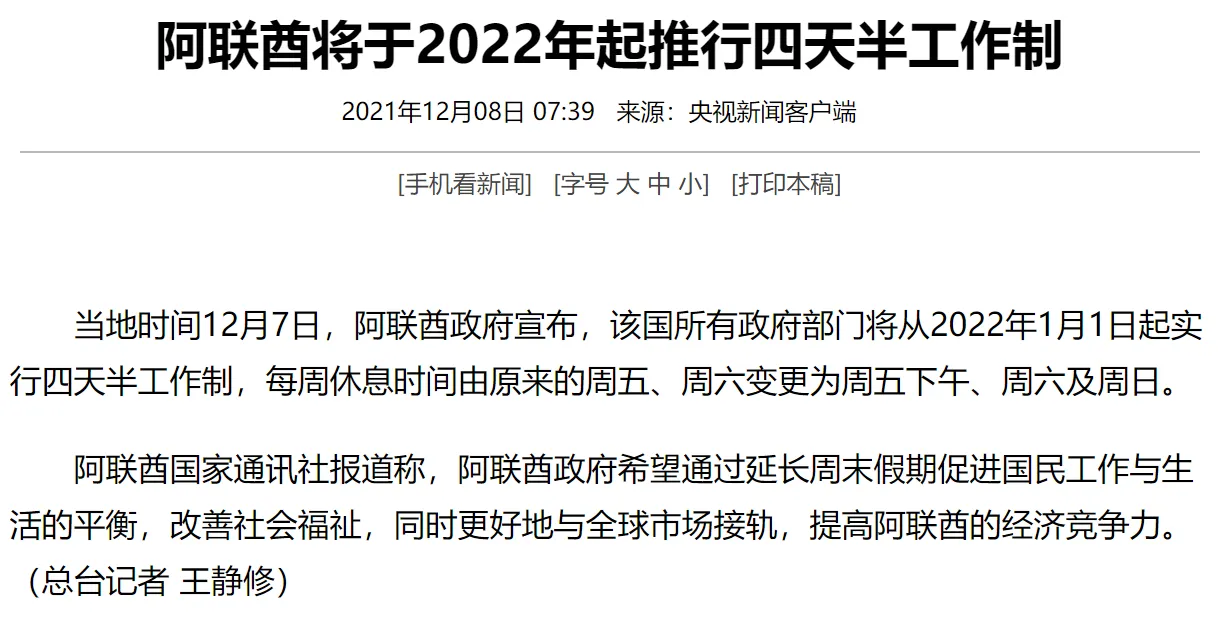 阿联酋将于2022年起推行四天半工作制
2021年12月08日 07:39 来源：央视新闻客户端
[手机看新闻] [字号 大 中 小] [打印本稿]
当地时间12月7日，阿联酋政府宣布，该国所有政府部门将从2022年1月1日起实
行四天半工作制，每周休息时间由原来的周五、周六变更为周五下午、周六及周日。
阿联酋国家通讯社报道称，阿联酋政府希望通过延长周末假期促进国民工作与生
活的平衡，改善社会福祉，同时更好地与全球市场接轨，提高阿联酋的经济竞争力。
（总台记者 王静修）